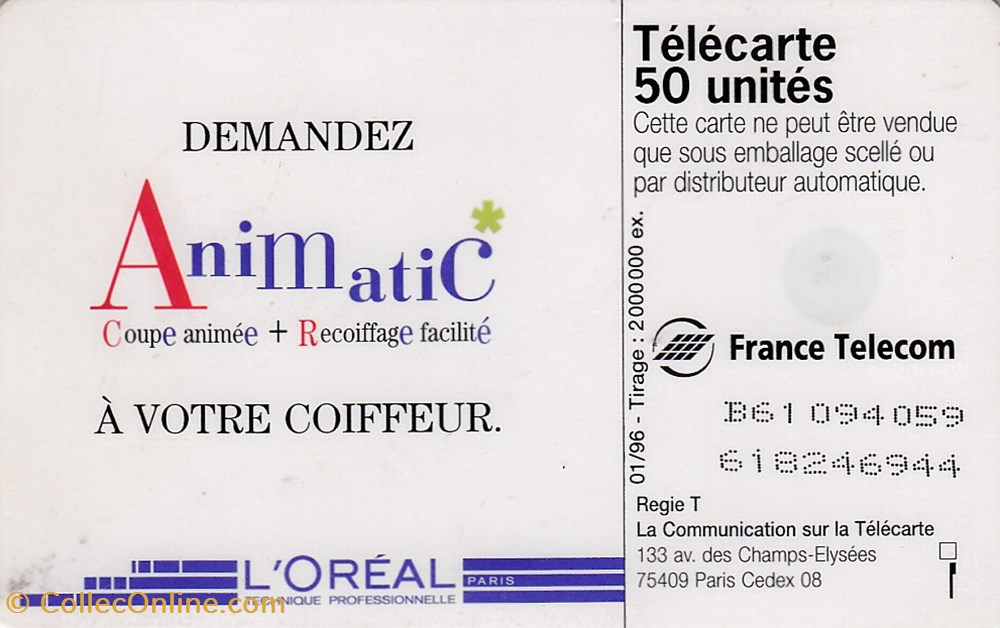 DEMANDEZ
AniMatiC*
Coupe animée + Recoiffage facilité
À VOTRE COIFFEUR.
L'ORÉAL PARIS
TECHNIQUE PROFESSIONNELLE
© CollecOnline.com
Télécarte
50 unités
Cette carte ne peut être vendue
que sous emballage scellé ou
par distributeur automatique.
01/96 - Tirage : 2000000 ex.
France Telecom
B61094059
618246944
Regie T
La Communication sur la Télécarte
133 av. des Champs-Elysées
75409 Paris Cedex 08